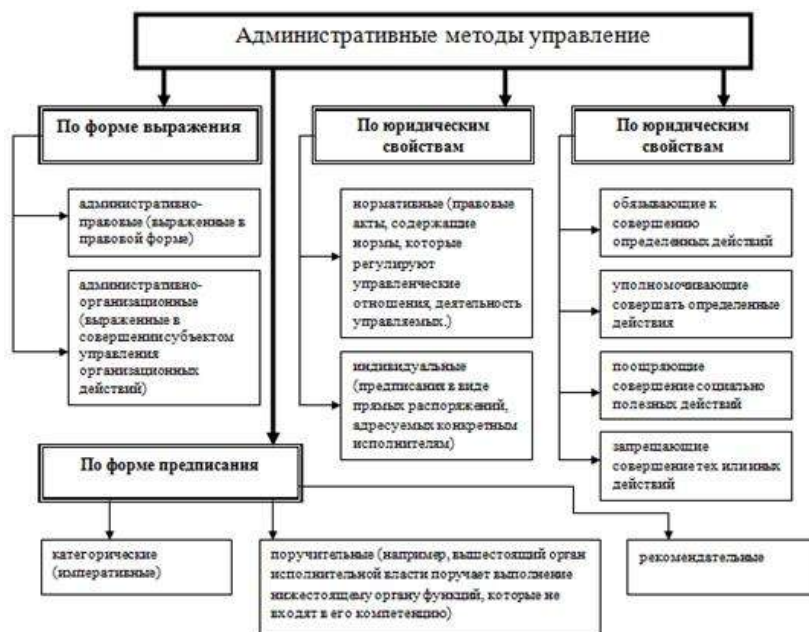 Административные методы управление
По форме выражения
административно-
правовые (выраженные в
правовой форме)
административно-
организационные
(выраженные в
совершении субъектом
управления
организационных
действий)
По юридическим
свойствам
нормативные (правовые
акты, содержащие
нормы, которые
регулируют
управленческие
отношения, деятельность
управляемых.)
индивидуальные
(предписания в виде
прямых распоряжений,
адресуемых конкретным
исполнителям)
По юридическим
свойствам
обязывающие к
совершению
определенных действий
уполномочивающие
совершать определенные
действия
поощряющие
совершение социально
полезных действий
запрещающие
совершение тех или иных
действий
По форме предписания
категорические
(императивные)
поручительные (например, вышестоящий орган
исполнительной власти поручает выполнение
нижестоящему органу функций, которые не
входят в его компетенцию)
рекомендательные